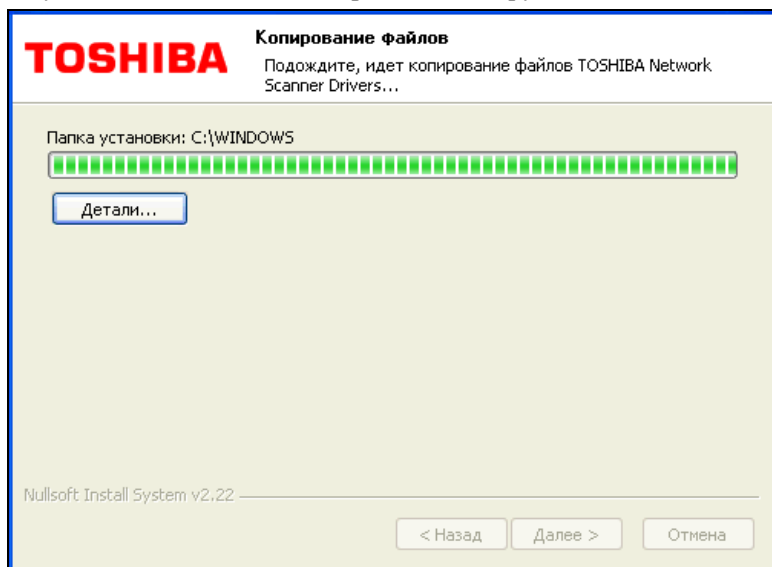 TOSHIBA
Копирование файлов
Подождите, идет копирование файлов TOSHIBA Network
Scanner Drivers...
Папка установки: C:\WINDOWS
Детали...
Nullsoft Install System v2.22
< Назад
Далее >
Отмена